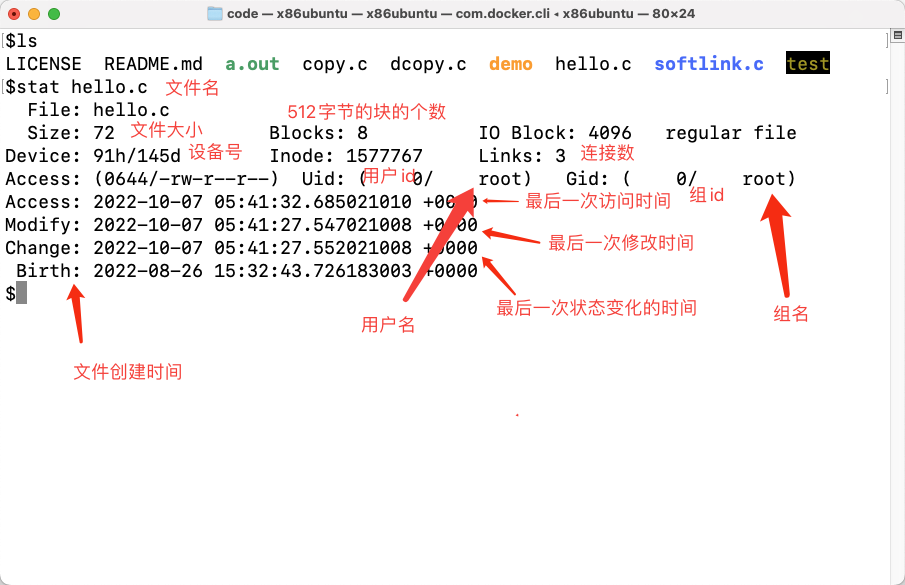 code — x86ubuntu — x86ubuntu — com.docker.cli ◂ x86ubuntu — 80×24
[$ls ]
LICENSE README.md a.out copy.c dcopy.c demo hello.c softlink.c test
[$stat hello.c 文件名 ]
File: hello.c
512字节的块的个数
Size: 72 文件大小 Blocks: 8 IO Block: 4096 regular file
Device: 91h/145d 设备号 Inode: 1577767 Links: 3 连接数
用户id
Access: (0644/-rw-r--r--) Uid: ( 0/ root) Gid: ( 0/ root)
Access: 2022-10-07 05:41:32.685021010 +0000 最后一次访问时间 组id
Modify: 2022-10-07 05:41:27.547021008 +0000
最后一次修改时间
Change: 2022-10-07 05:41:27.552021008 +0000
Birth: 2022-08-26 15:32:43.726183003 +0000
$
最后一次状态变化的时间
用户名
组名
文件创建时间